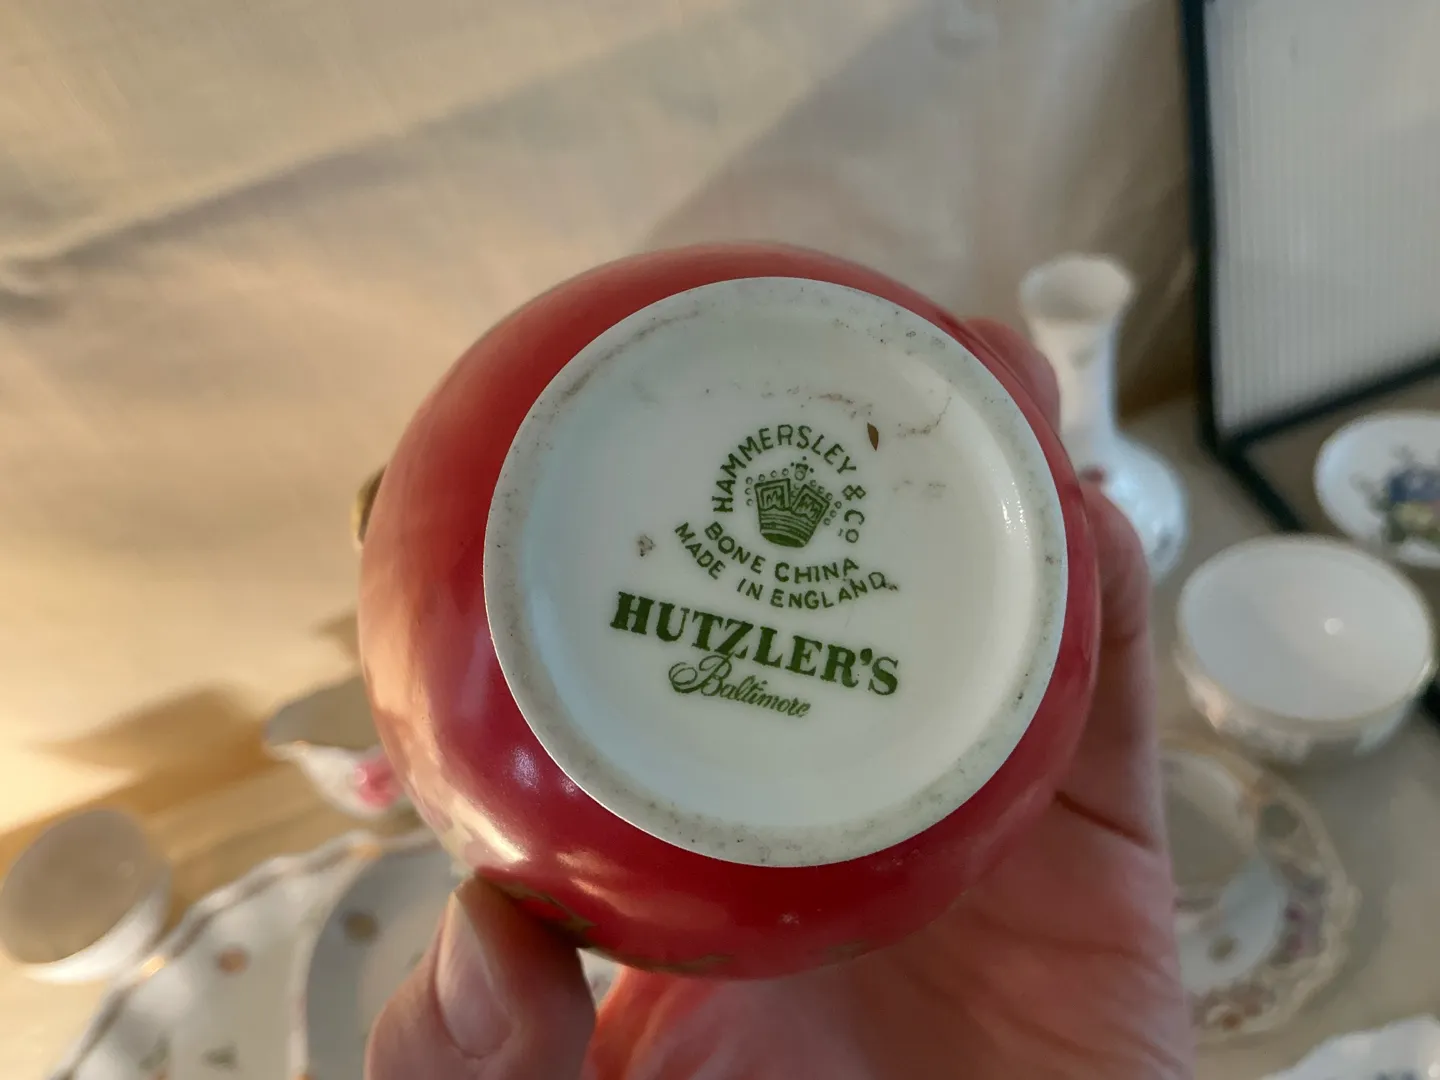 HAMMERSLEY & Co
BONE CHINA
MADE IN ENGLAND
HUTZLER'S
Baltimore